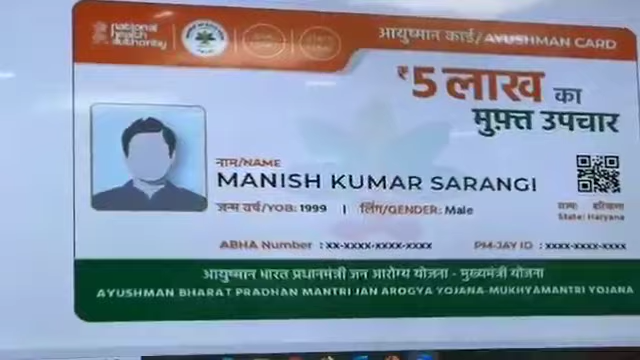 national
health
authority
आयुष्मान कार्ड/AYUSHMAN CARD
₹5 लाख का
मुफ़्त उपचार
नाम/NAME
MANISH KUMAR SARANGI
जन्म वर्ष/YOB: 1999 | लिंग/GENDER: Male
राज्य: हरियाणा
State: Haryana
ABHA Number : xx-xxxx-xxxx-xxxx PM-JAY ID : xxxx-xxxx-xxxx
आयुष्मान भारत प्रधानमंत्री जन आरोग्य योजना - मुख्यमंत्री योजना
AYUSHMAN BHARAT PRADHAN MANTRI JAN AROGYA YOJANA-MUKHYAMANTRI YOJANA